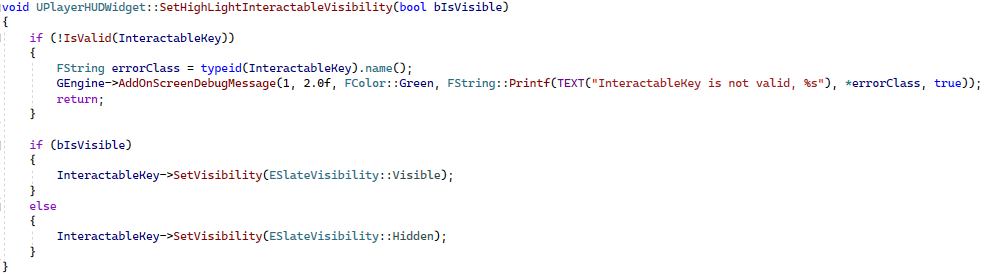 void UPlayerHUDWidget::SetHighLightInteractableVisibility(bool bIsVisible)
{
    if (!IsValid(InteractableKey))
    {
        FString errorClass = typeid(InteractableKey).name();
        GEngine->AddOnScreenDebugMessage(1, 2.0f, FColor::Green, FString::Printf(TEXT("InteractableKey is not valid, %s"), *errorClass, true));
        return;
    }

    if (bIsVisible)
    {
        InteractableKey->SetVisibility(ESlateVisibility::Visible);
    }
    else
    {
        InteractableKey->SetVisibility(ESlateVisibility::Hidden);
    }
}